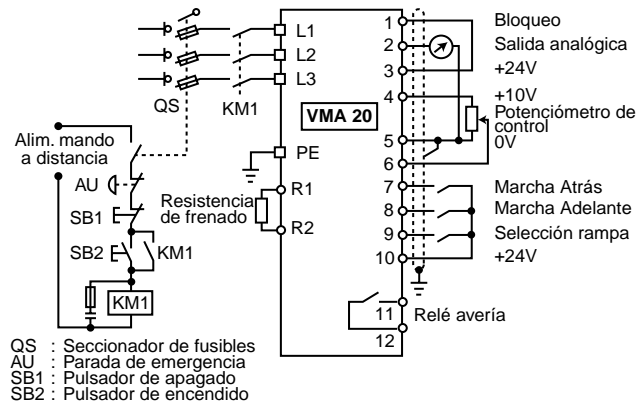 L1
L2
L3
QS
KM1
VMA 20
PE
R1
R2
Resistencia
de frenado
Alim. mando
a distancia
AU
SB1
SB2
KM1
KM1
1
2
3
4
5
6
7
8
9
10
11
12
Bloqueo
Salida analógica
+24V
+10V
Potenciómetro de
control
0V
Marcha Atrás
Marcha Adelante
Selección rampa
+24V
Relé avería
QS : Seccionador de fusibles
AU : Parada de emergencia
SB1 : Pulsador de apagado
SB2 : Pulsador de encendido